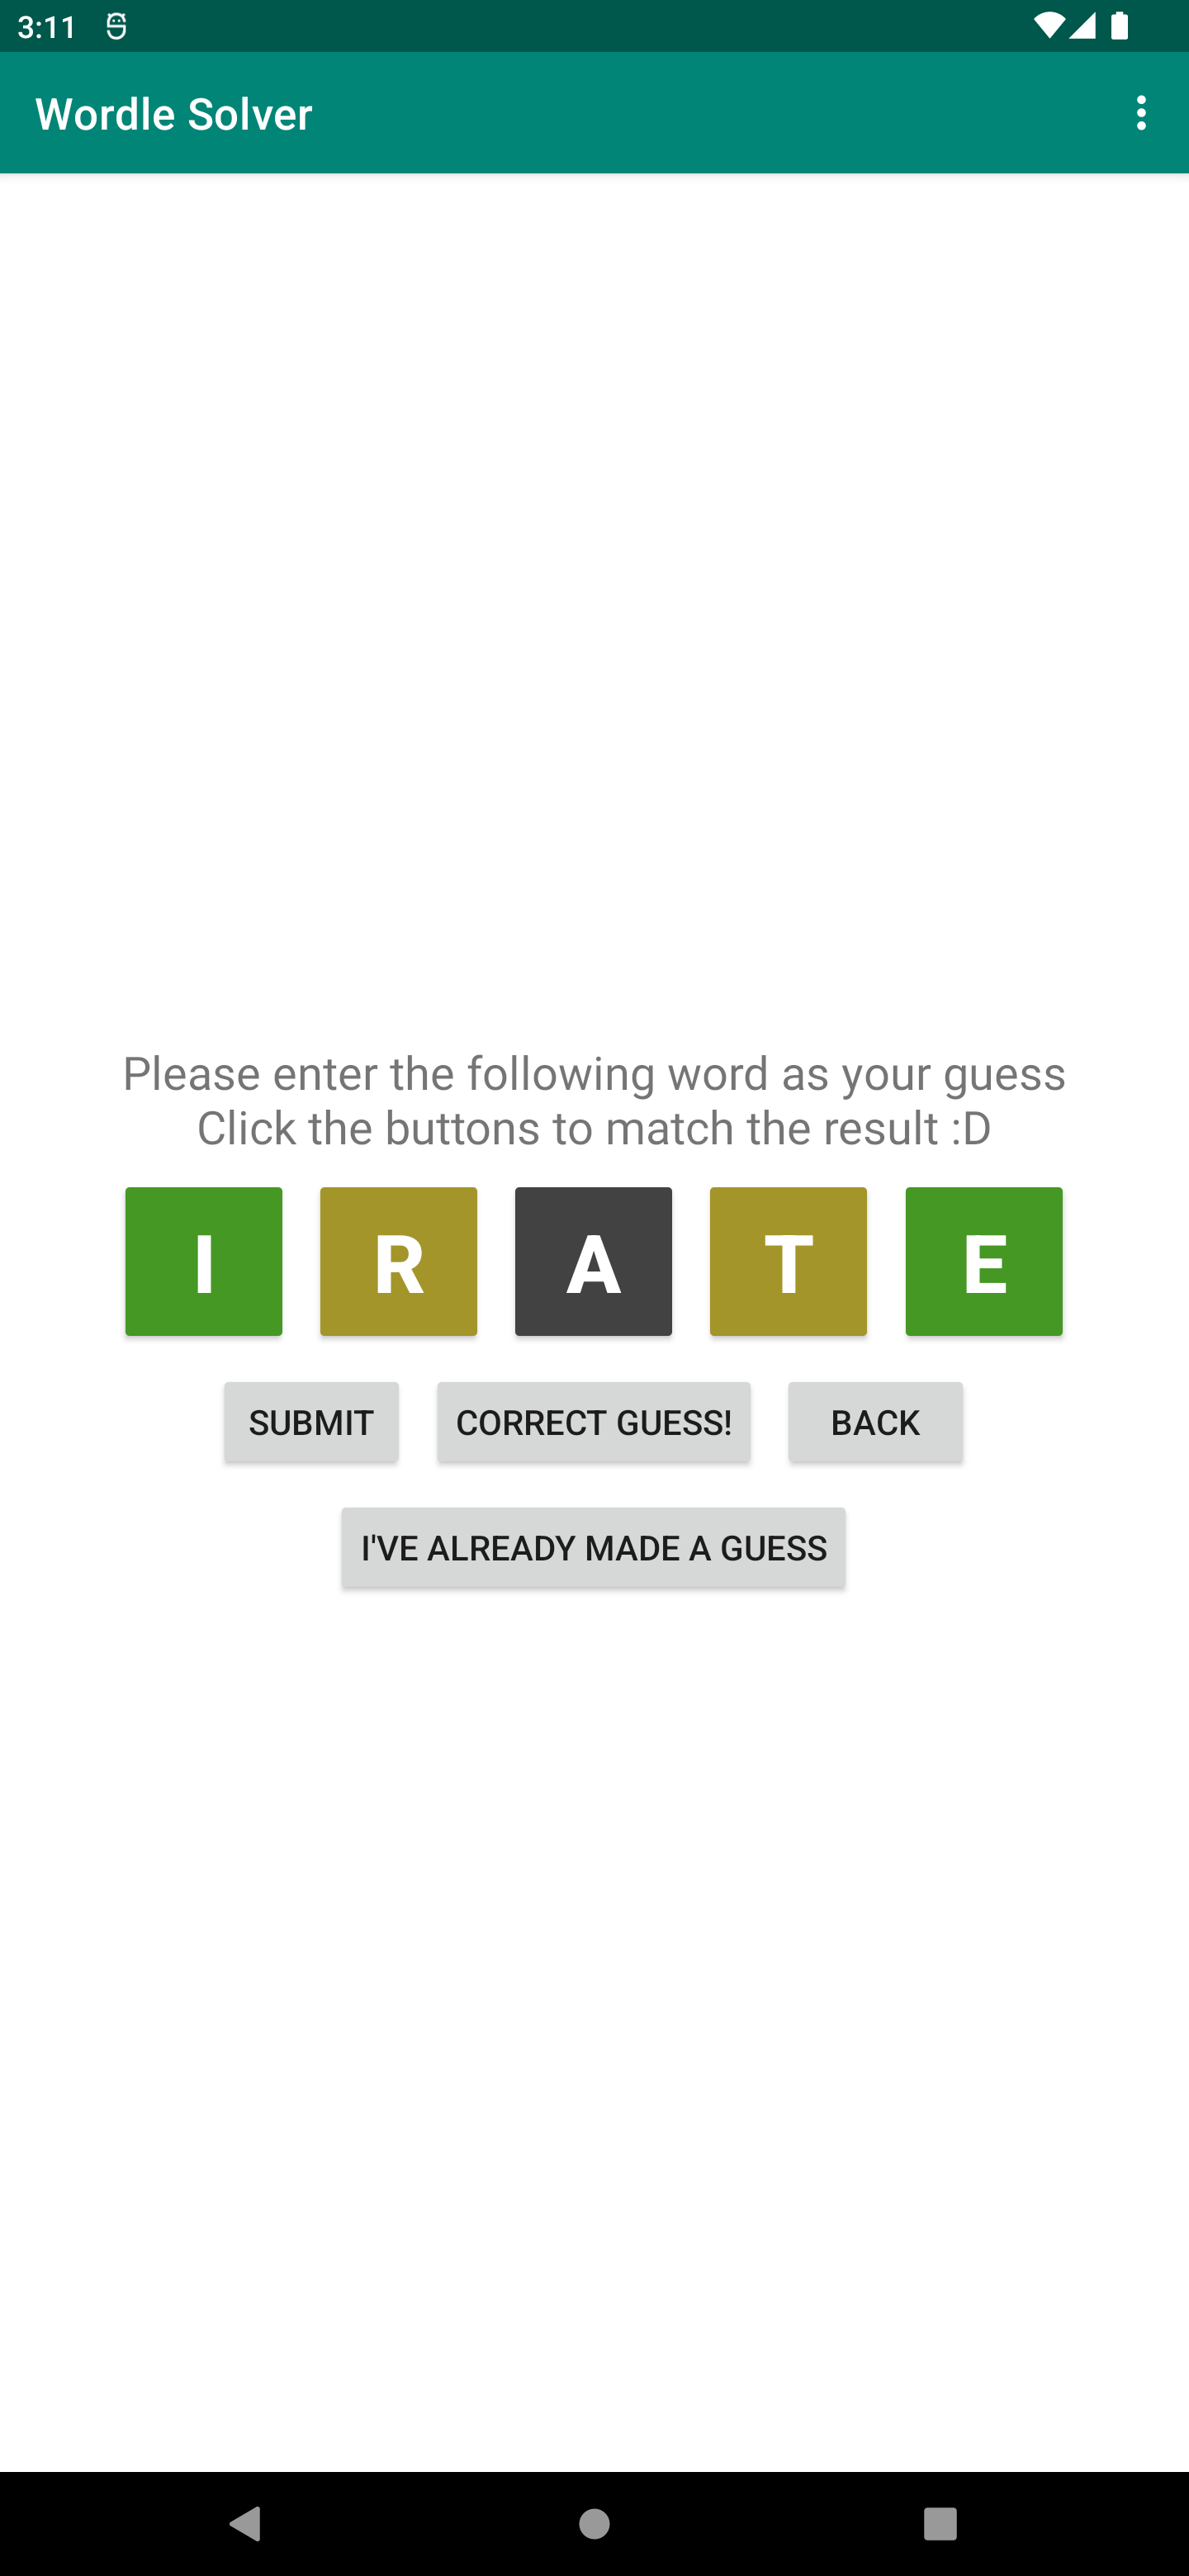 3:11
Wordle Solver
Please enter the following word as your guess
Click the buttons to match the result :D
I R A T E
SUBMIT CORRECT GUESS! BACK
I'VE ALREADY MADE A GUESS